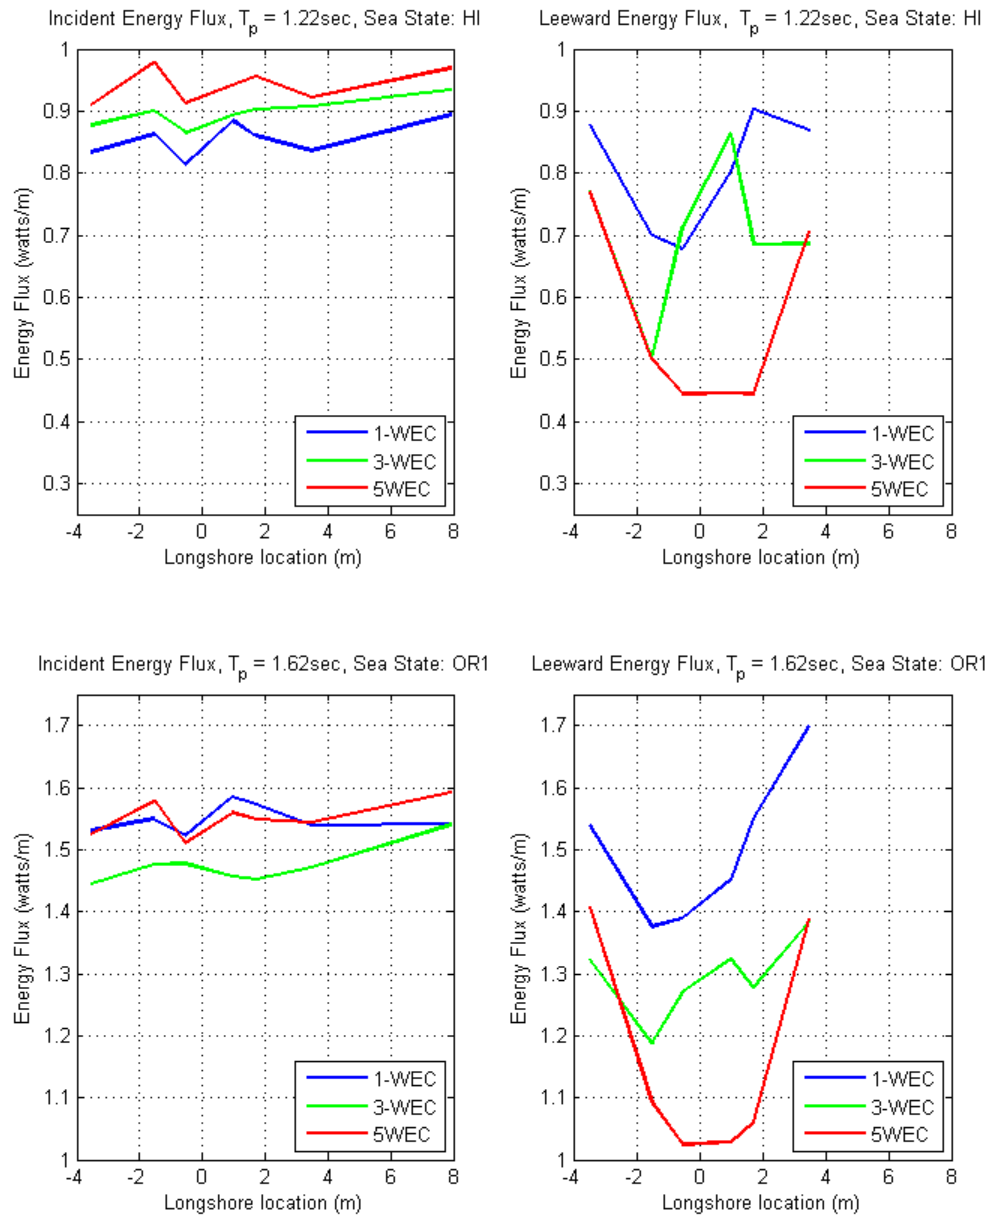 Incident Energy Flux, Tp = 1.22sec, Sea State: HI
1
0.9
0.8
0.7
0.6
0.5
0.4
0.3
Energy Flux (watts/m)
1-WEC
3-WEC
5WEC
-4 -2 0 2 4 6 8
Longshore location (m)
Leeward Energy Flux, Tp = 1.22sec, Sea State: HI
1
0.9
0.8
0.7
0.6
0.5
0.4
0.3
Energy Flux (watts/m)
1-WEC
3-WEC
5WEC
-4 -2 0 2 4 6 8
Longshore location (m)
Incident Energy Flux, Tp = 1.62sec, Sea State: OR1
1.7
1.6
1.5
1.4
1.3
1.2
1.1
1
Energy Flux (watts/m)
1-WEC
3-WEC
5WEC
-4 -2 0 2 4 6 8
Longshore location (m)
Leeward Energy Flux, Tp = 1.62sec, Sea State: OR1
1.7
1.6
1.5
1.4
1.3
1.2
1.1
1
Energy Flux (watts/m)
1-WEC
3-WEC
5WEC
-4 -2 0 2 4 6 8
Longshore location (m)